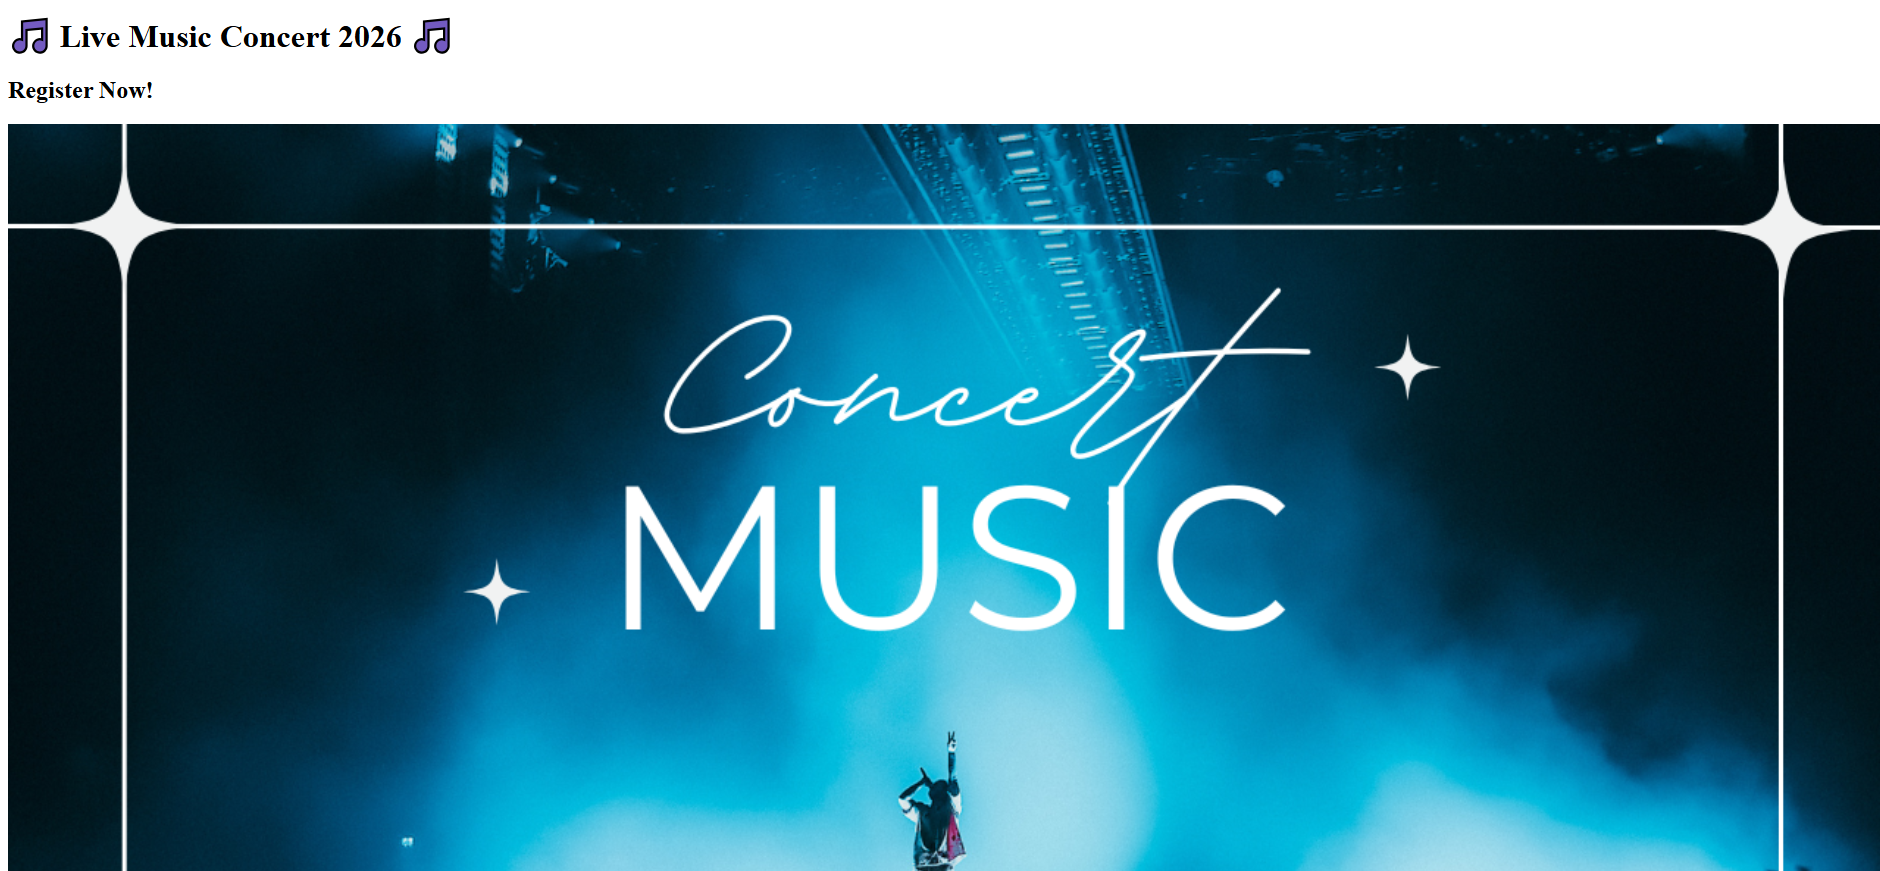 🎵 Live Music Concert 2026 🎵
Register Now!
Concert
MUSIC